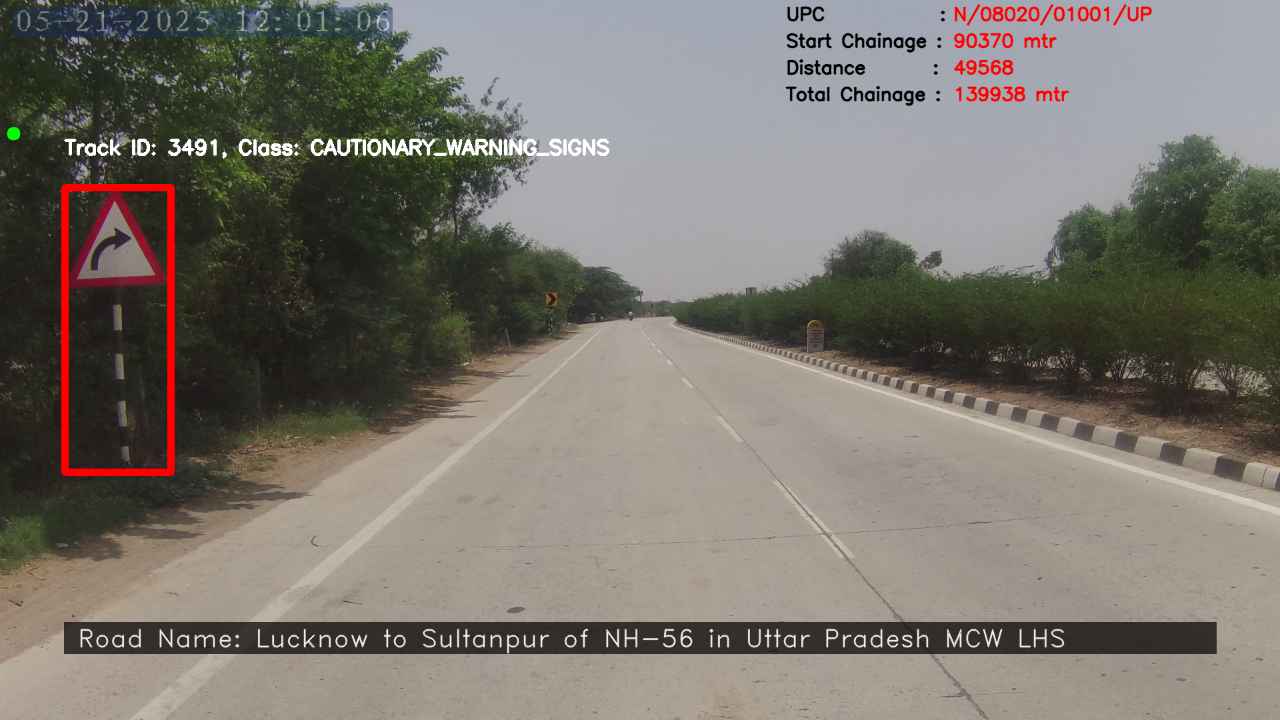 05-21-2025 12:01:06
UPC : N/08020/01001/UP
Start Chainage : 90370 mtr
Distance : 49568
Total Chainage : 139938 mtr
Track ID: 3491, Class: CAUTIONARY_WARNING_SIGNS
Road Name: Lucknow to Sultanpur of NH-56 in Uttar Pradesh MCW LHS